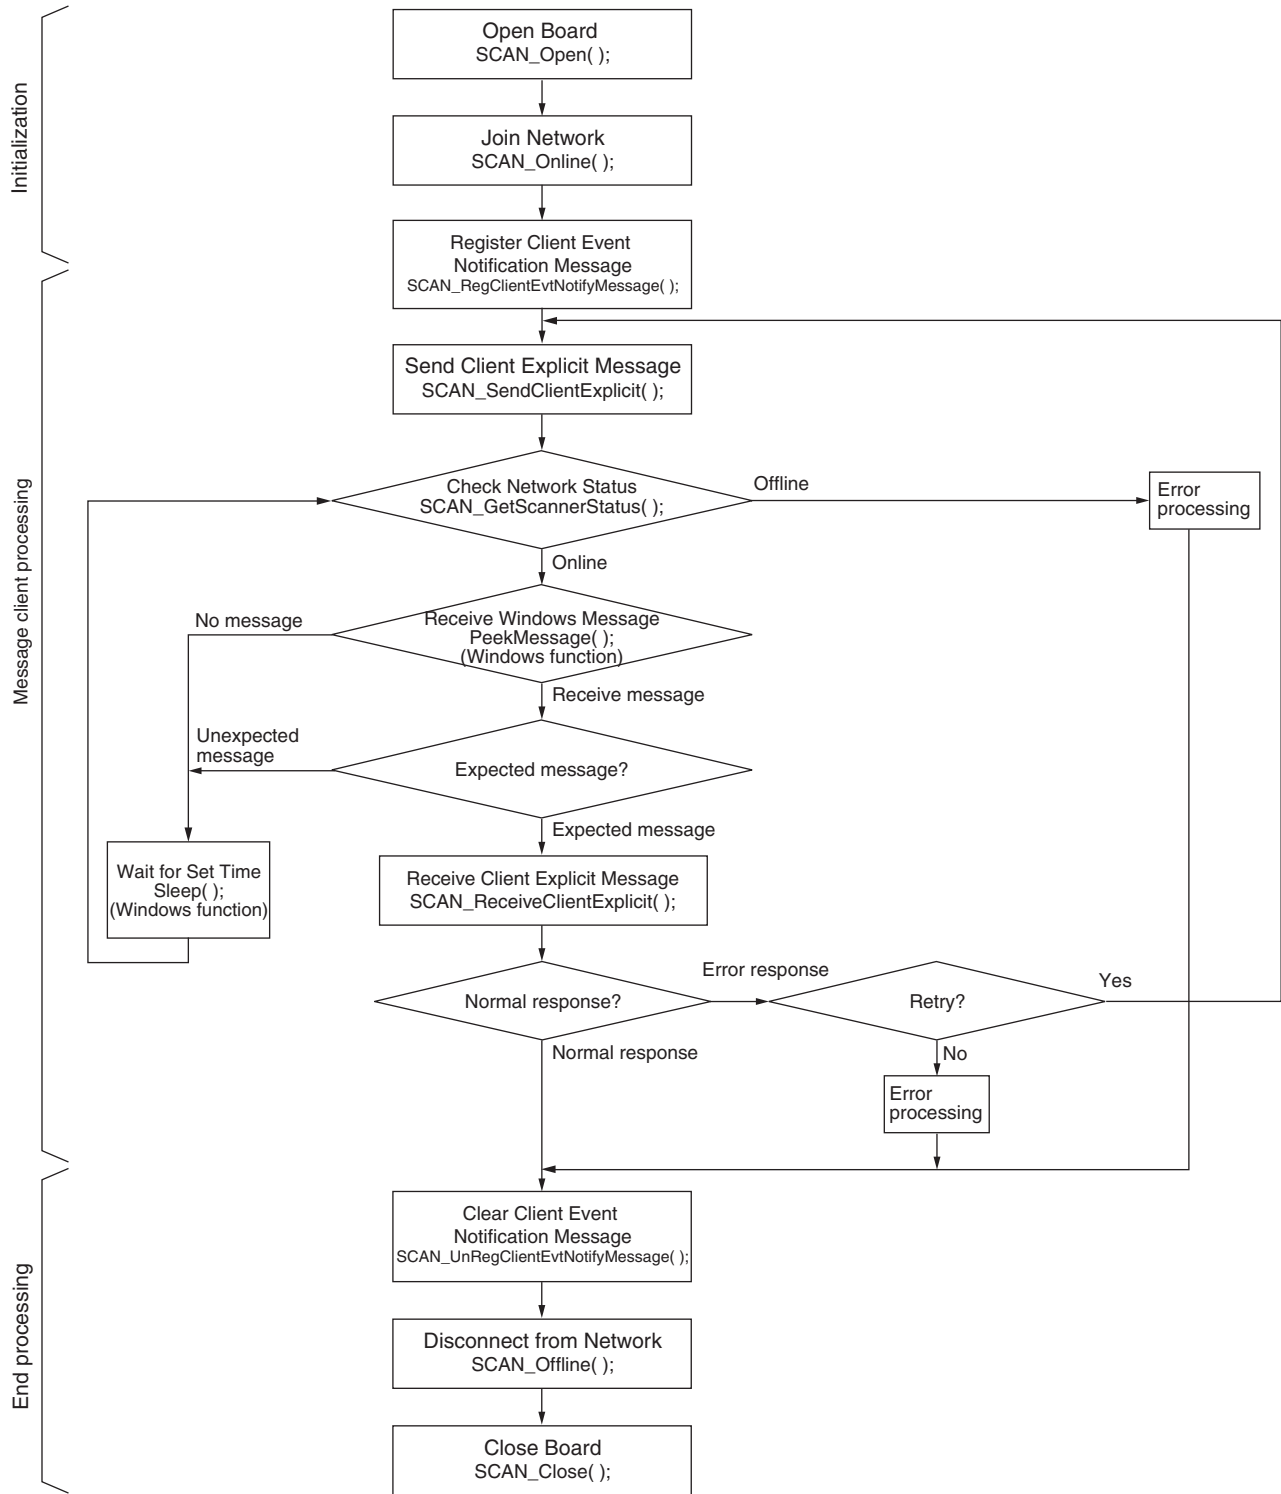 Initialization
Open Board
SCAN_Open( );
Join Network
SCAN_Online( );
Register Client Event
Notification Message
SCAN_RegClientEvtNotifyMessage( );
Message client processing
Send Client Explicit Message
SCAN_SendClientExplicit( );
Check Network Status
SCAN_GetScannerStatus( );
Offline
Error
processing
Online
Receive Windows Message
PeekMessage( );
(Windows function)
No message
Receive message
Unexpected
message
Expected message?
Expected message
Wait for Set Time
Sleep( );
(Windows function)
Receive Client Explicit Message
SCAN_ReceiveClientExplicit( );
Normal response?
Error response
Retry?
Yes
Normal response
No
Error
processing
End processing
Clear Client Event
Notification Message
SCAN_UnRegClientEvtNotifyMessage( );
Disconnect from Network
SCAN_Offline( );
Close Board
SCAN_Close( );